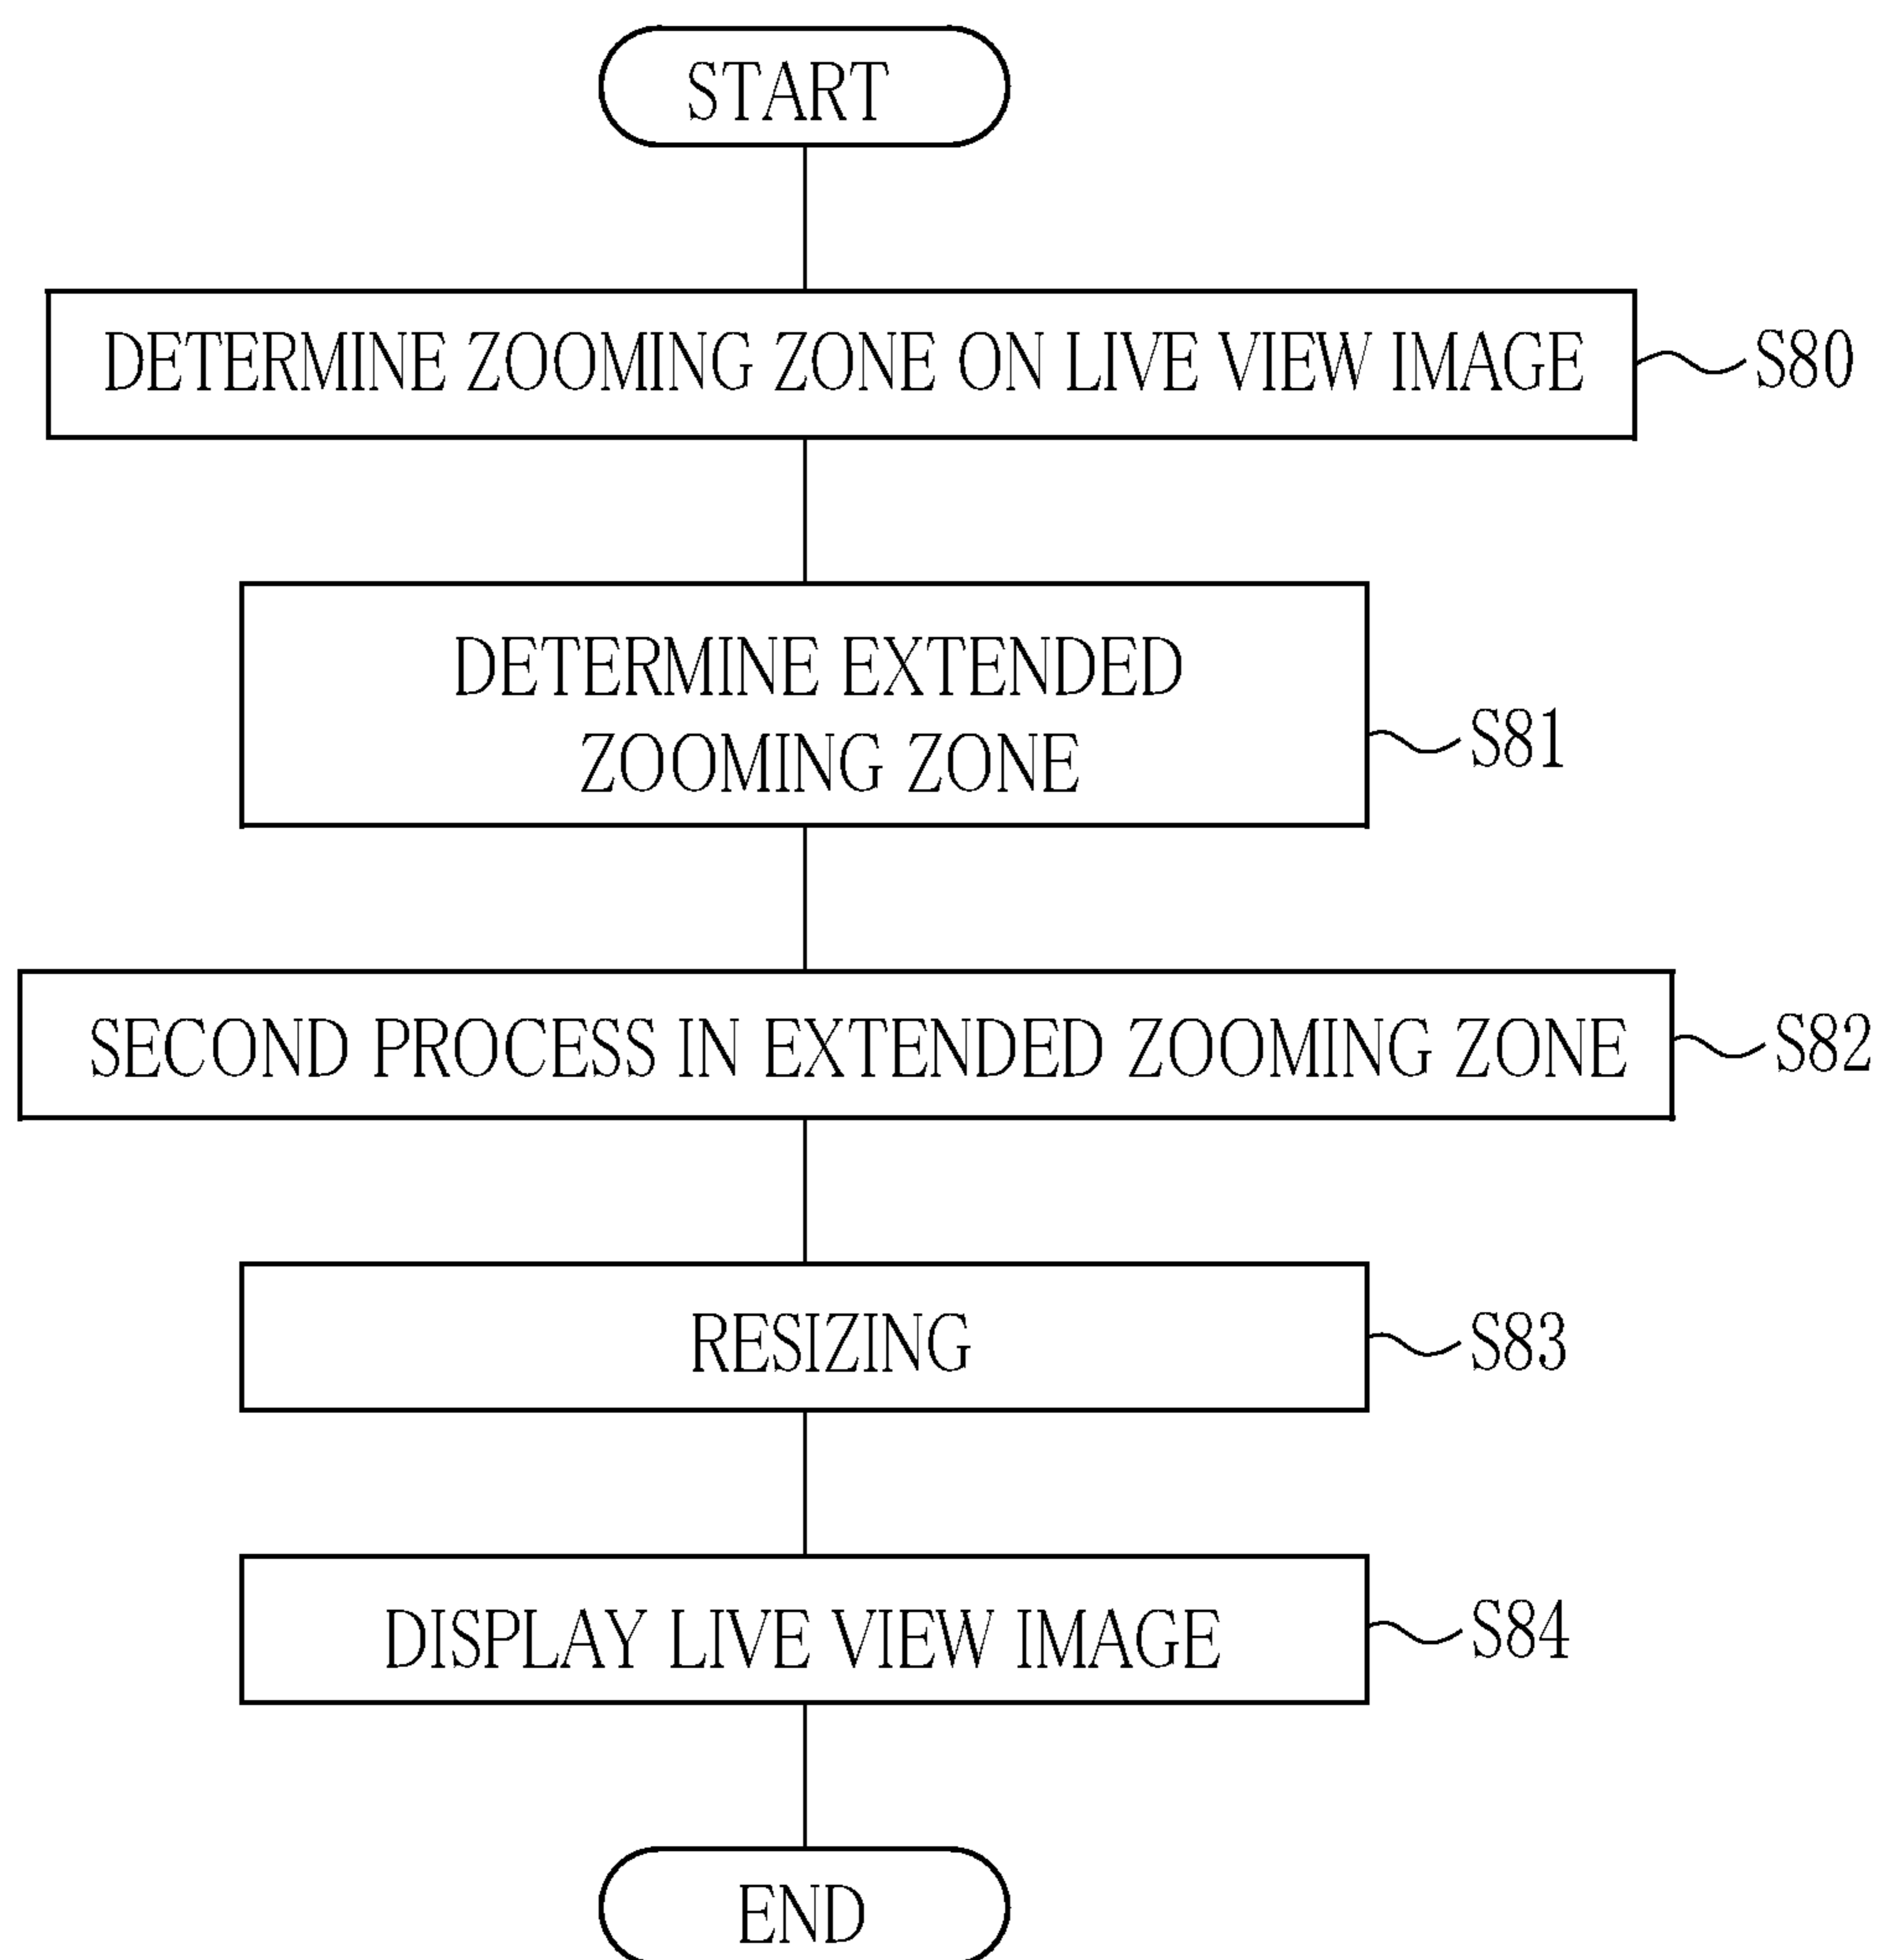 START
DETERMINE ZOOMING ZONE ON LIVE VIEW IMAGE
S80
DETERMINE EXTENDED
ZOOMING ZONE
S81
SECOND PROCESS IN EXTENDED ZOOMING ZONE
S82
RESIZING
S83
DISPLAY LIVE VIEW IMAGE
S84
END